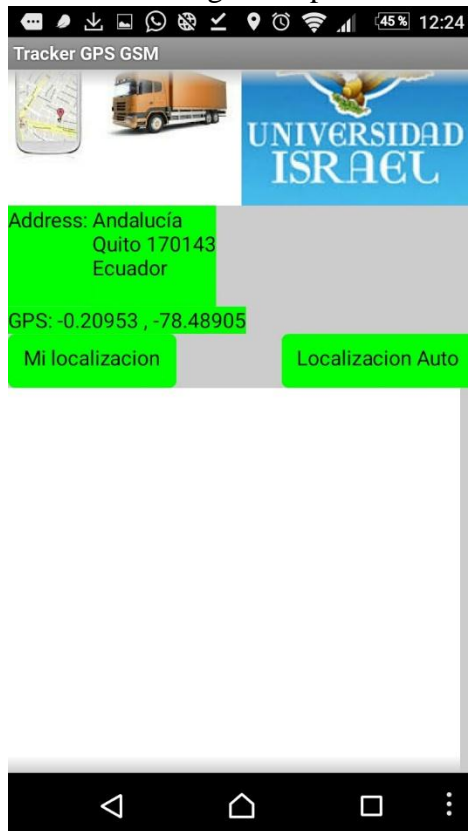 45% 12:24
Tracker GPS GSM
UNIVERSIDAD
ISRAEL
Address: Andalucía
Quito 170143
Ecuador
GPS: -0.20953 , -78.48905
Mi localizacion
Localizacion Auto